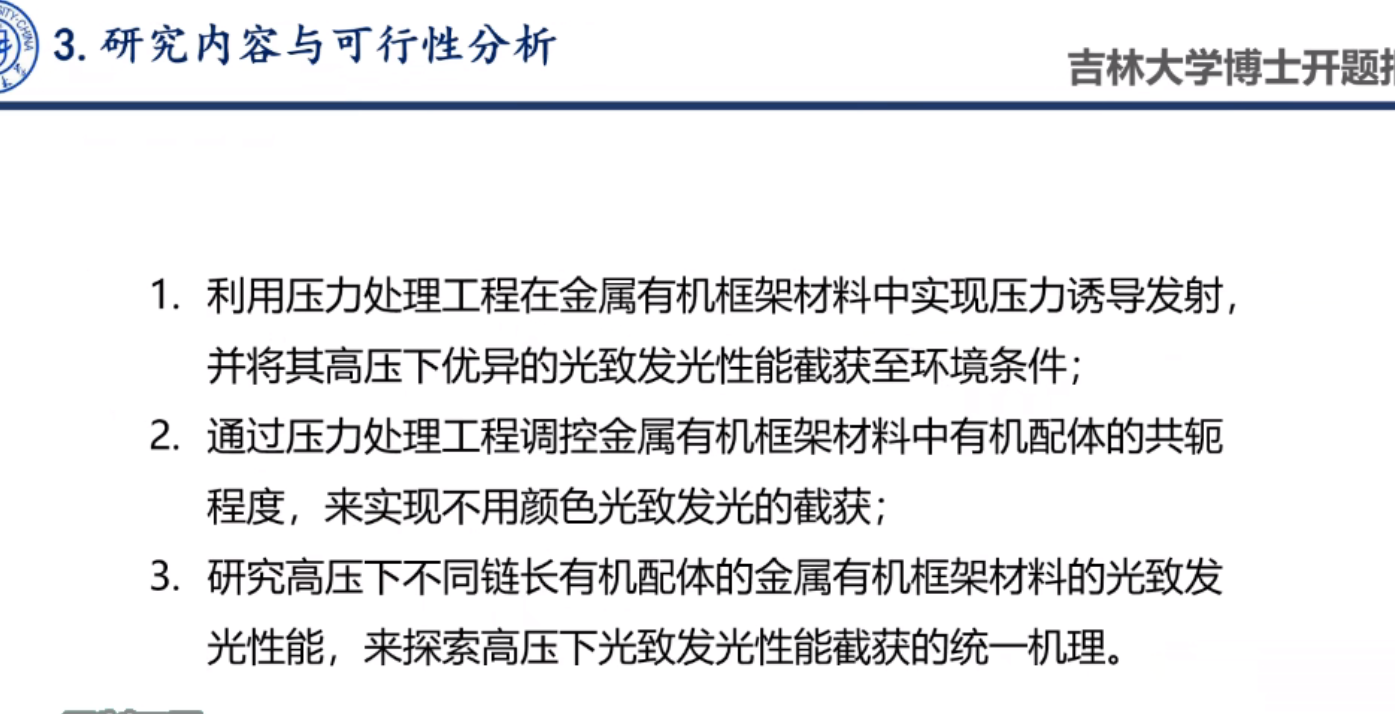 3. 研究内容与可行性分析
吉林大学博士开题
1. 利用压力处理工程在金属有机框架材料中实现压力诱导发射，
并将其高压下优异的光致发光性能截获至环境条件；
2. 通过压力处理工程调控金属有机框架材料中有机配体的共轭
程度，来实现不用颜色光致发光的截获；
3. 研究高压下不同链长有机配体的金属有机框架材料的光致发
光性能，来探索高压下光致发光性能截获的统一机理。